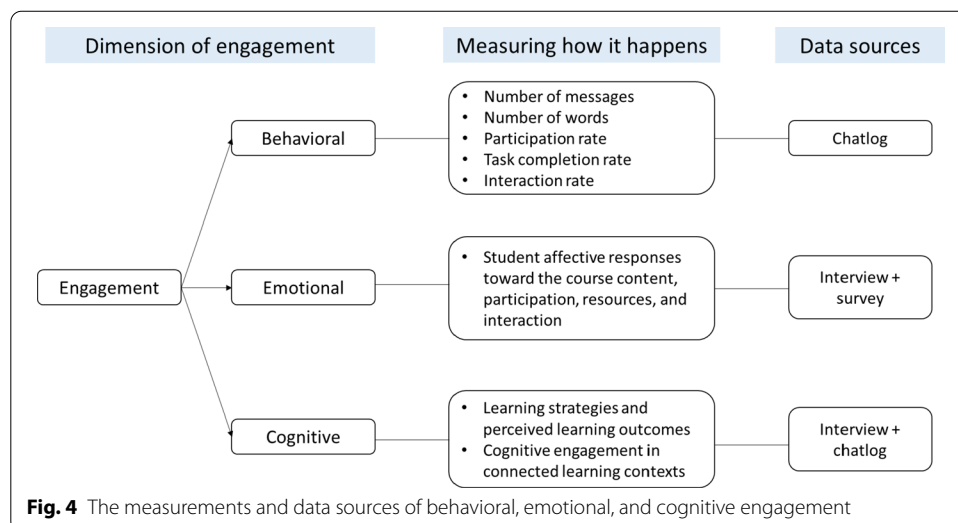 Dimension of engagement
Measuring how it happens
Data sources
Behavioral
• Number of messages
• Number of words
• Participation rate
• Task completion rate
• Interaction rate
Chatlog
Engagement
Emotional
• Student affective responses
toward the course content,
participation, resources, and
interaction
Interview +
survey
Cognitive
• Learning strategies and
perceived learning outcomes
• Cognitive engagement in
connected learning contexts
Interview +
chatlog
Fig. 4 The measurements and data sources of behavioral, emotional, and cognitive engagement